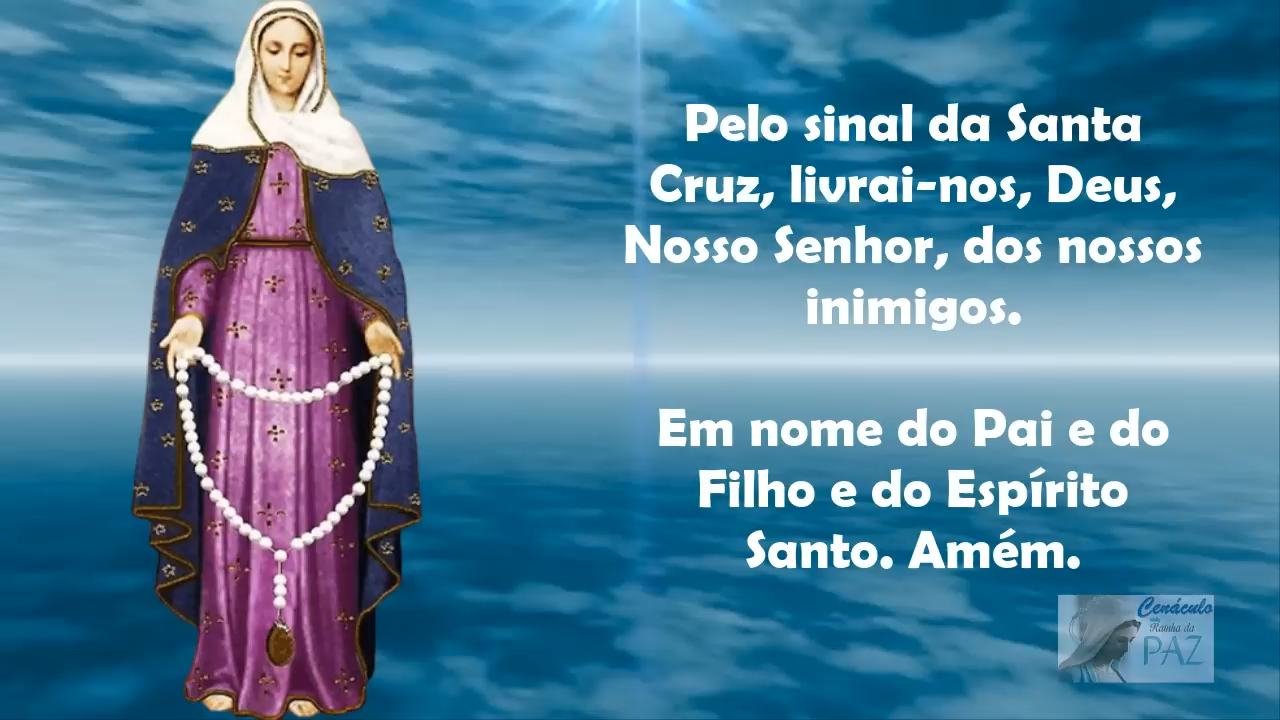 Pelo sinal da Santa
Cruz, livrai-nos, Deus,
Nosso Senhor, dos nossos
inimigos.
Em nome do Pai e do
Filho e do Espírito
Santo. Amém.
Cenáculo
Rainha da
PAZ